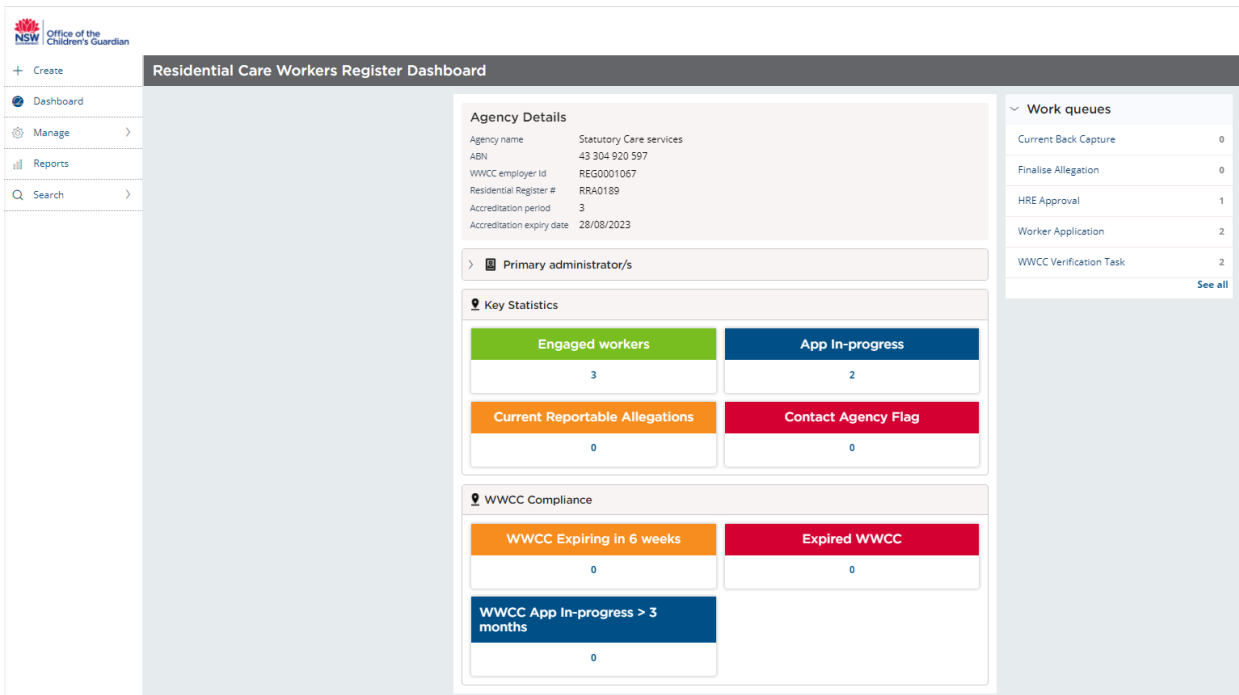 Office of the
Children's Guardian
NSW
GOVERNMENT
Create
Dashboard
Manage
Reports
Search
Residential Care Workers Register Dashboard
Agency Details
Agency name Statutory Care services
ABN 43 304 920 597
WWCC employer Id REG0001067
Residential Register # RRA0189
Accreditation period 3
Accreditation expiry date 28/08/2023
Primary administrator/s
Key Statistics
Engaged workers
3
App In-progress
2
Current Reportable Allegations
0
Contact Agency Flag
0
WWCC Compliance
WWCC Expiring in 6 weeks
0
Expired WWCC
0
WWCC App In-progress > 3
months
0
Work queues
Current Back Capture 0
Finalise Allegation 0
HRE Approval 1
Worker Application 2
WWCC Verification Task 2
See all